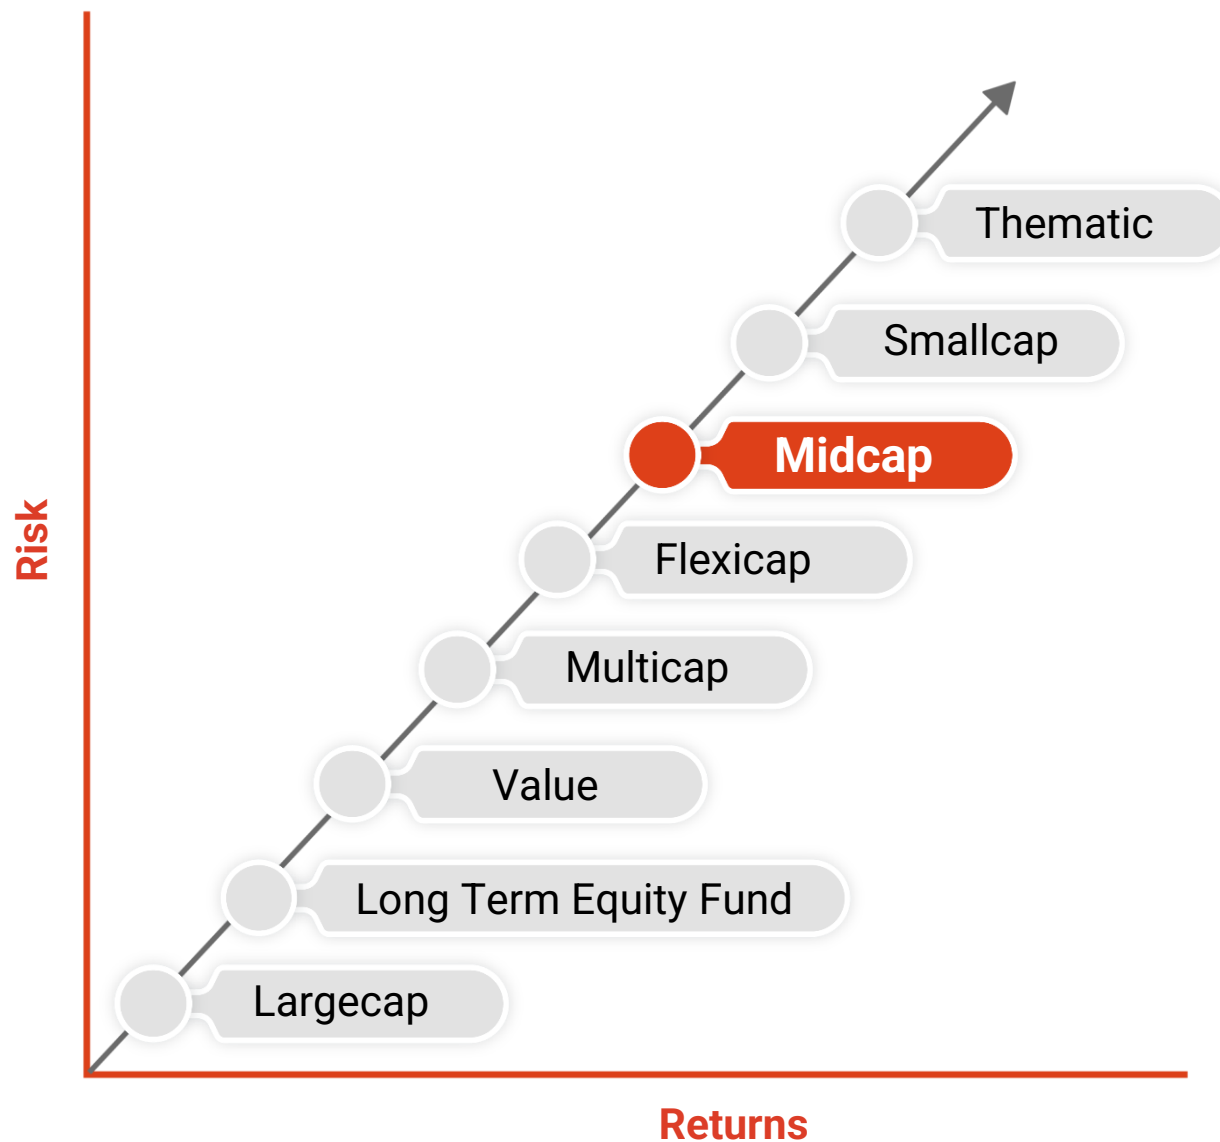 Thematic
Smallcap
Midcap
Flexicap
Multicap
Value
Long Term Equity Fund
Largecap
Risk
Returns